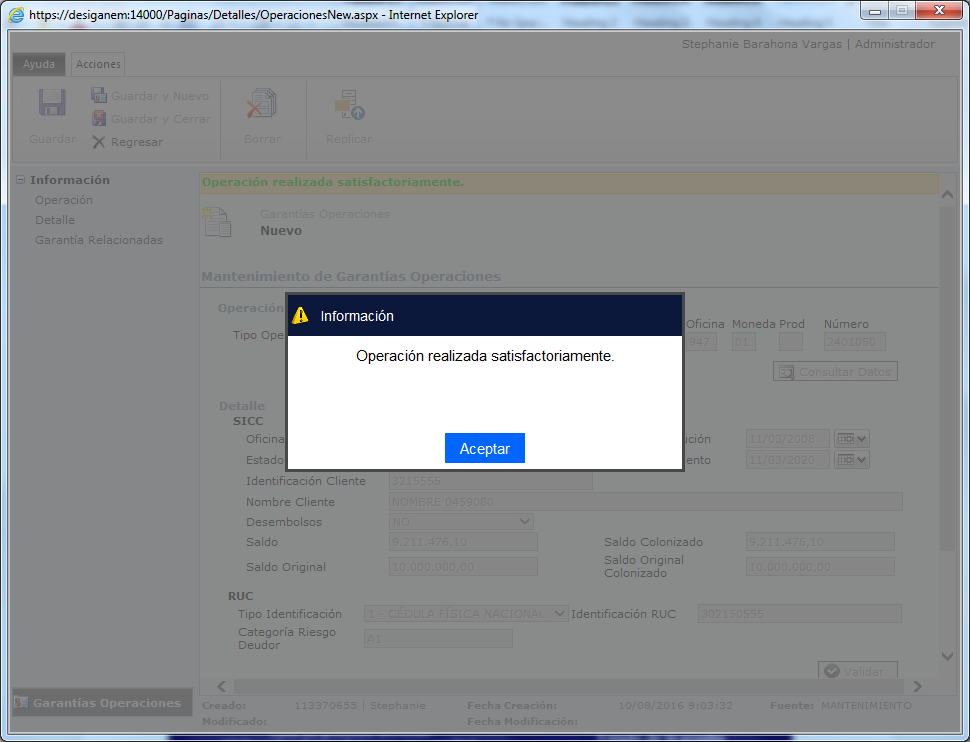 https://desiganem:14000/Paginas/Detalles/OperacionesNew.aspx - Internet Explorer
Stephanie Barahona Vargas | Administrador
Ayuda Acciones
Guardar y Nuevo
Guardar y Cerrar
Guardar Regresar Borrar Replicar
Información
Operación
Detalle
Garantía Relacionadas
Operación realizada satisfactoriamente.
Garantías Operaciones
Nuevo
Mantenimiento de Garantías Operaciones
Operación
Tipo Ope
Oficina Moneda Prod Número
947 01 2401050
Consultar Datos
Información
Operación realizada satisfactoriamente.
Aceptar
Detalle
SICC
Oficina ución 11/03/2008
Estado ento 11/03/2020
Identificación Cliente 3215555
Nombre Cliente NOMBRE 0459080
Desembolsos NO
Saldo 9.211.476,10 Saldo Colonizado 9.211.476,10
Saldo Original 10.000.000,00 Saldo Original Colonizado 10.000.000,00
RUC
Tipo Identificación 1 - CÉDULA FÍSICA NACIONAL Identificación RUC 302150555
Categoría Riesgo Deudor A1
Validar
Garantías Operaciones
Creado: 113370655 | Stephanie Fecha Creación: 10/08/2016 9:03:32 Fuente: MANTENIMIENTO
Modificado: Fecha Modificación: